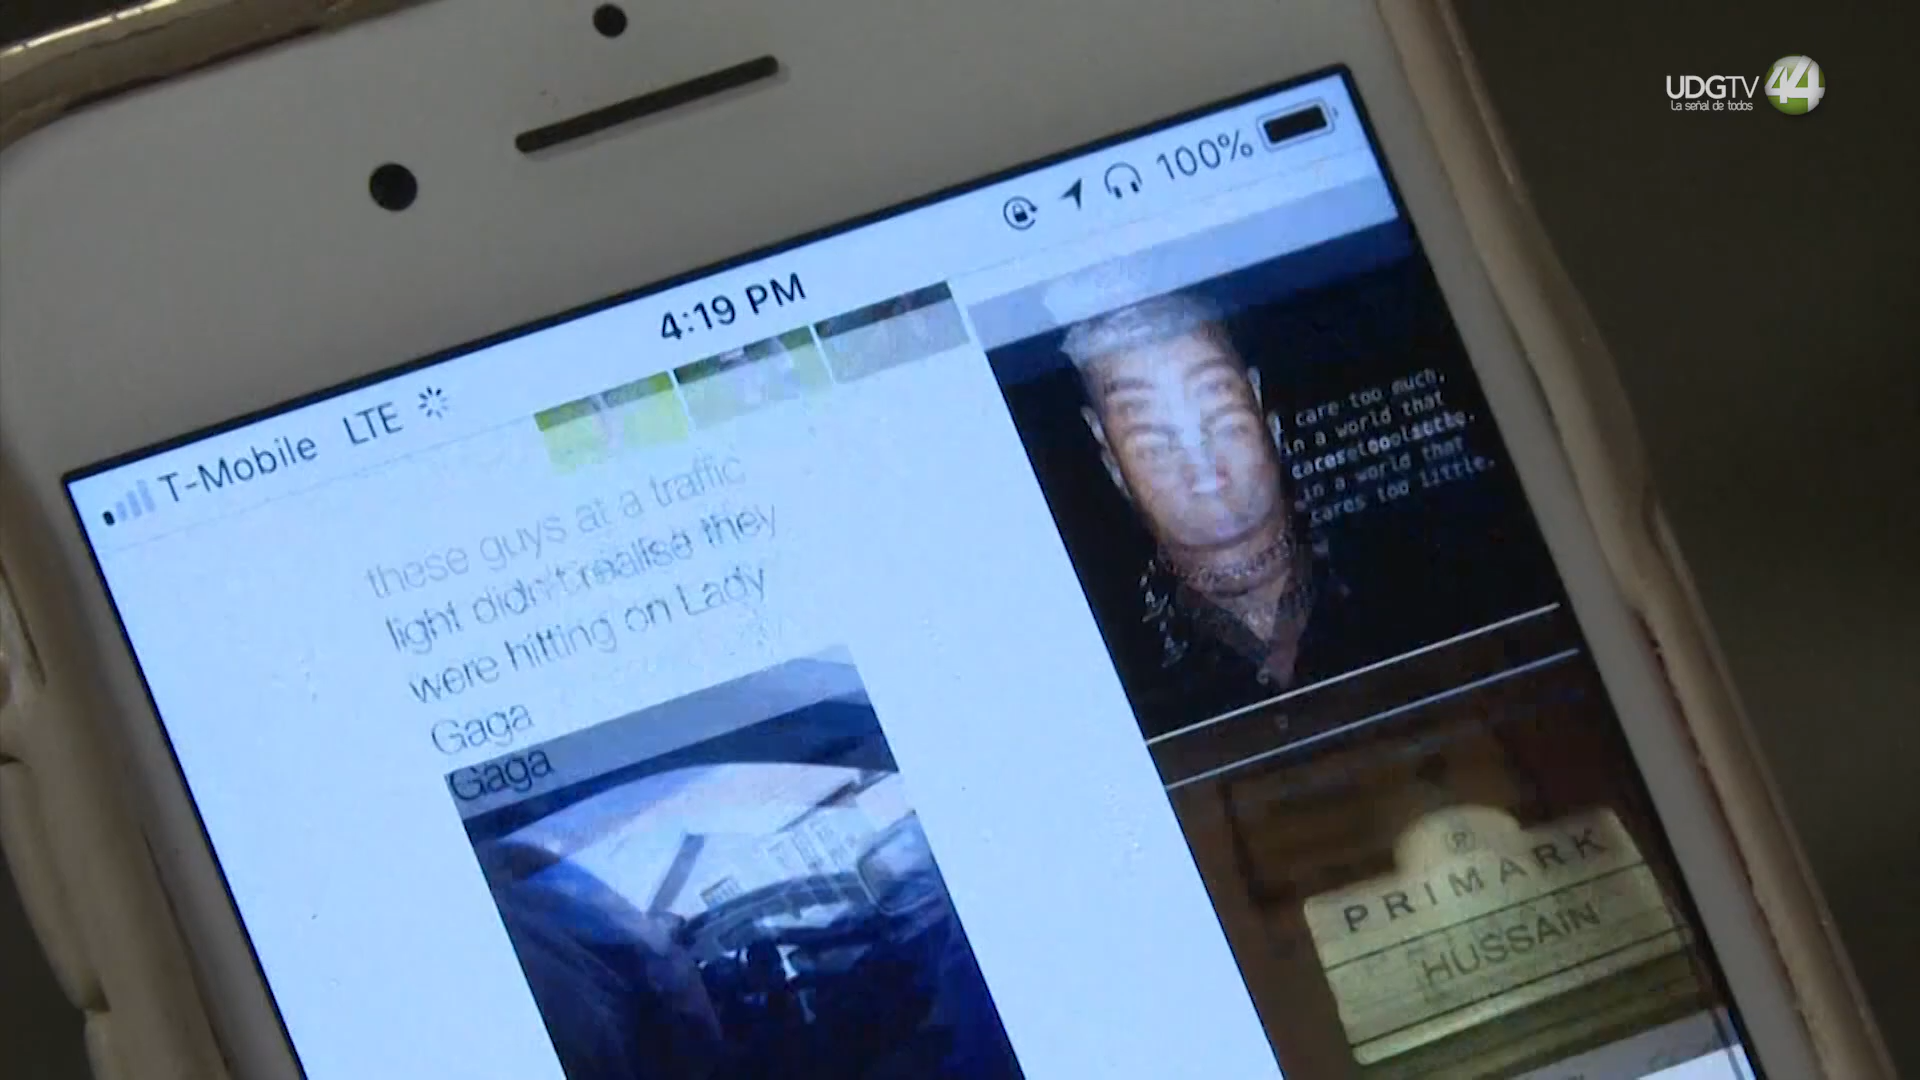 UDGTV 44
La señal de todos
T-Mobile LTE
4:19 PM
100%
these guys at a traffic
light didn't realise they
were hitting on Lady
Gaga
Gaga
I care too much,
in a world that
in a world that
cares too little.
PRIMARK
HUSSAIN